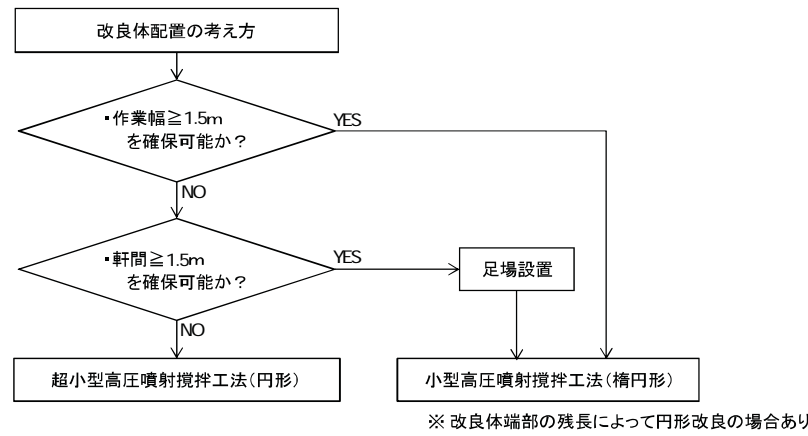 改良体配置の考え方
・作業幅≧1.5m
を確保可能か？
YES
NO
・軒間≧1.5m
を確保可能か？
YES
足場設置
NO
超小型高圧噴射撹拌工法(円形)
小型高圧噴射撹拌工法(楕円形)
※ 改良体端部の残長によって円形改良の場合あり